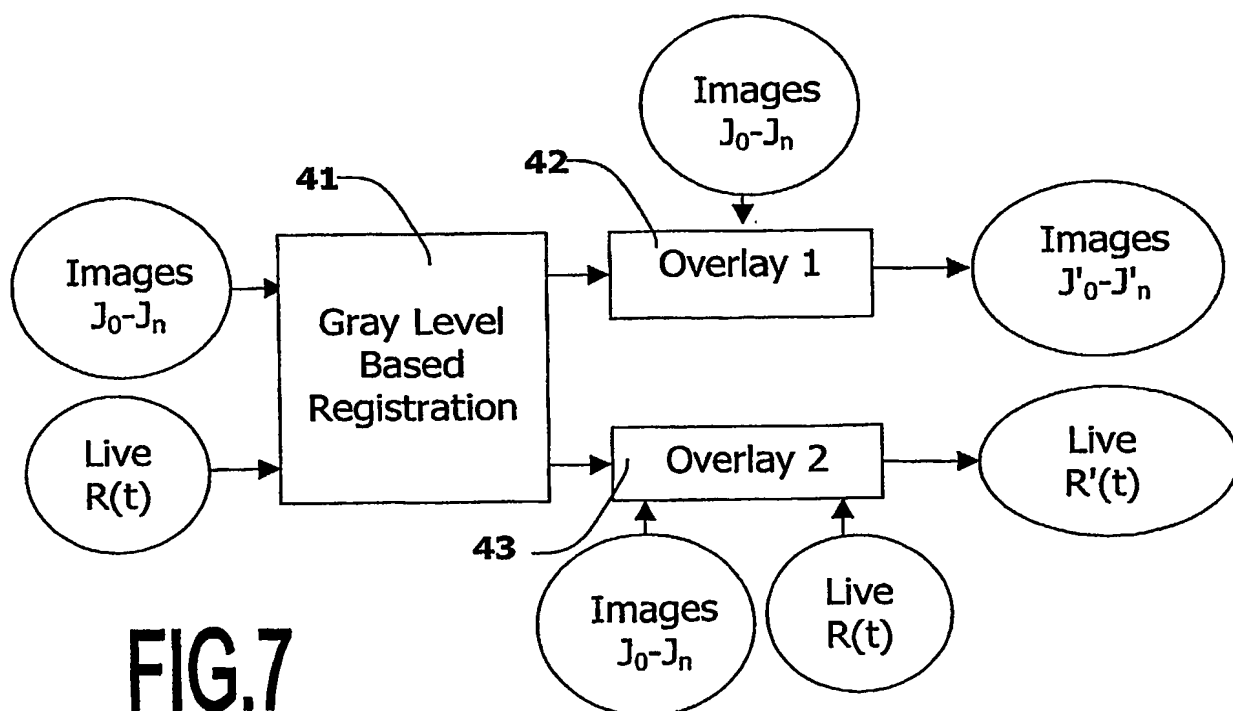 Images
J₀-Jₙ
42
41
Images
J₀-Jₙ
Gray Level
Based
Registration
Overlay 1
Images
J'₀-J'ₙ
Live
R(t)
Overlay 2
Live
R'(t)
43
Images
J₀-Jₙ
Live
R(t)
FIG.7